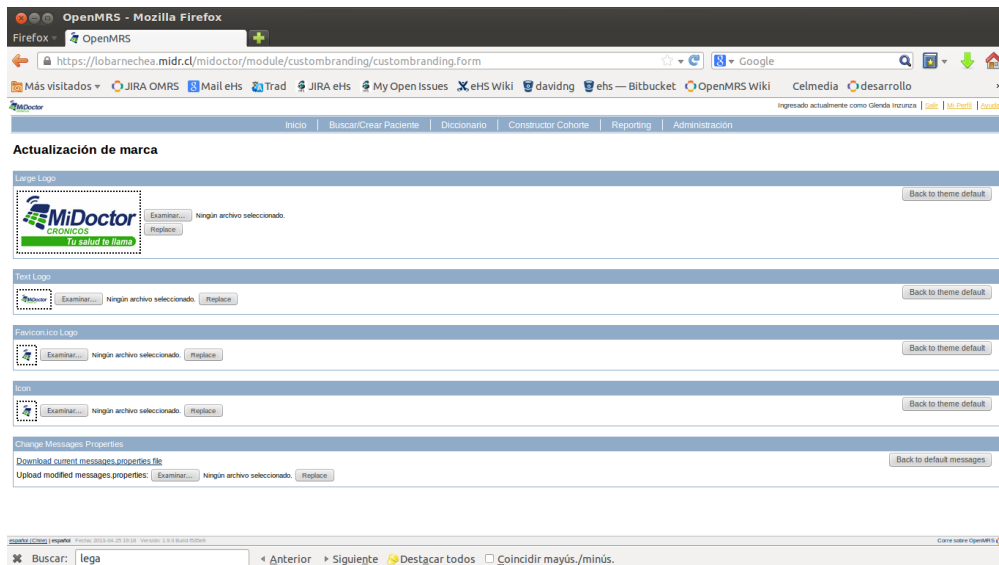 OpenMRS - Mozilla Firefox
Firefox OpenMRS
https://lobarnechea.midr.cl/midoctor/module/custombranding/custombranding.form Google
Más visitados JIRA OMRS Mail eHs Trad JIRA eHs My Open Issues eHS Wiki davidng ehs — Bitbucket OpenMRS Wiki Celmedia desarrollo
MiDoctor Ingresado actualmente como Glenda Inzunza | Salir | Mi Perfil | Ayuda
Inicio | Buscar/Crear Paciente | Diccionario | Constructor Cohorte | Reporting | Administración
Actualización de marca
Large Logo
Back to theme default
MiDoctor
CRONICOS
Tu salud te llama
Examinar... Ningún archivo seleccionado.
Replace
Text Logo
MiDoctor Examinar... Ningún archivo seleccionado. Replace Back to theme default
Favicon.ico Logo
Examinar... Ningún archivo seleccionado. Replace Back to theme default
Icon
Examinar... Ningún archivo seleccionado. Replace Back to theme default
Change Messages Properties
Download current messages.properties file Back to default messages
Upload modified messages.properties: Examinar... Ningún archivo seleccionado. Replace
español (Chile) | español Corre sobre OpenMRS
Buscar: lega Anterior Siguiente Destacar todos Coincidir mayús./minús.